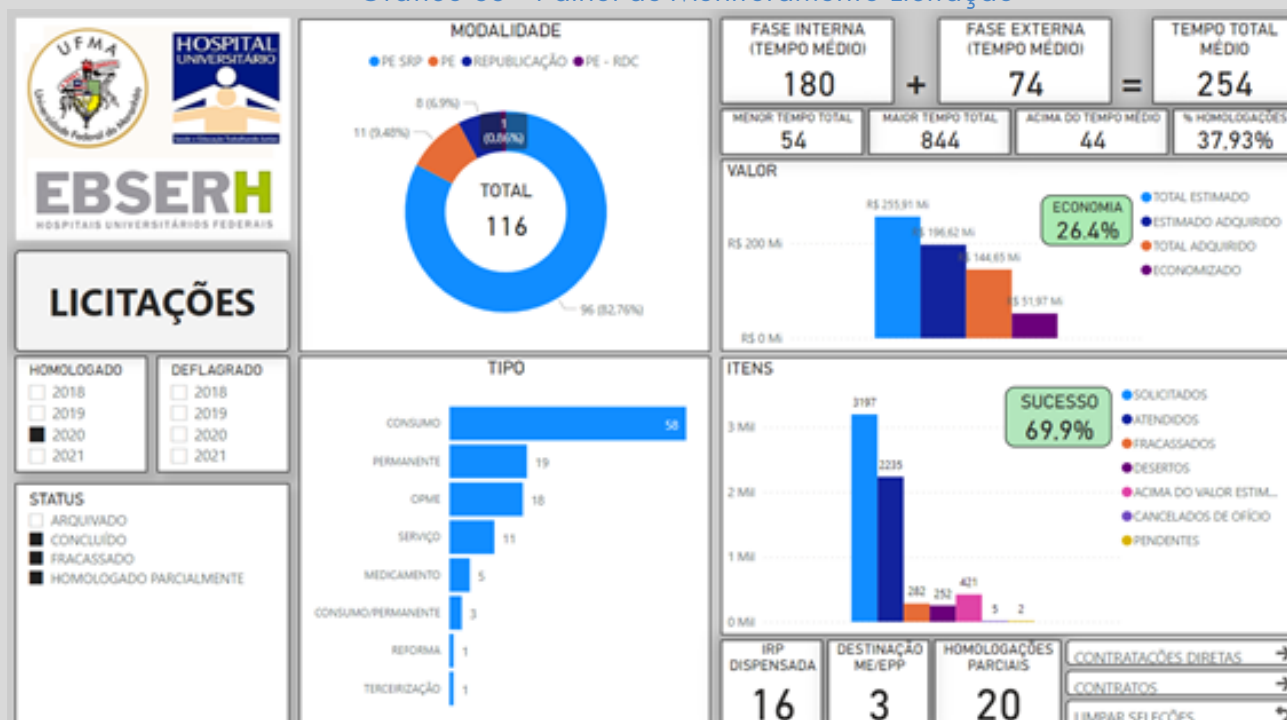 UFMA
Universidade Federal do Maranhão
HOSPITAL
UNIVERSITÁRIO
EBSERH
HOSPITAIS UNIVERSITÁRIOS FEDERAIS
LICITAÇÕES
HOMOLOGADO
2018
2019
2020
2021
DEFLAGRADO
2018
2019
2020
2021
STATUS
ARQUIVADO
CONCLUÍDO
FRACASSADO
HOMOLOGADO PARCIALMENTE
MODALIDADE
PE SRP PE REPUBLICAÇÃO PE - RDC
8 (6,9%)
1
(0,86%)
11 (9,48%)
TOTAL
116
96 (82,76%)
TIPO
CONSUMO 58
PERMANENTE 19
OPME 18
SERVIÇO 11
MEDICAMENTO 5
CONSUMO/PERMANENTE 3
REFORMA 1
TERCEIRIZAÇÃO 1
FASE INTERNA
(TEMPO MÉDIO)
180
+
FASE EXTERNA
(TEMPO MÉDIO)
74
=
TEMPO TOTAL
MÉDIO
254
MENOR TEMPO TOTAL
54
MAIOR TEMPO TOTAL
844
ACIMA DO TEMPO MÉDIO
44
% HOMOLOGAÇÕES
37,93%
VALOR
R$ 255,91 Mi
R$ 196,62 Mi
R$ 144,65 Mi
R$ 51,97 Mi
R$ 200 Mi
R$ 0 Mi
ECONOMIA
26.4%
TOTAL ESTIMADO
ESTIMADO ADQUIRIDO
TOTAL ADQUIRIDO
ECONOMIZADO
ITENS
3197
2235
282
252
421
5
2
3 Mil
2 Mil
1 Mil
0 Mil
SUCESSO
69,9%
SOLICITADOS
ATENDIDOS
FRACASSADOS
DESERTOS
ACIMA DO VALOR ESTIM...
CANCELADOS DE OFÍCIO
PENDENTES
IRP
DISPENSADA
16
DESTINAÇÃO
ME/EPP
3
HOMOLOGAÇÕES
PARCIAIS
20
CONTRATAÇÕES DIRETAS
CONTRATOS
LIMPAR SELEÇÕES